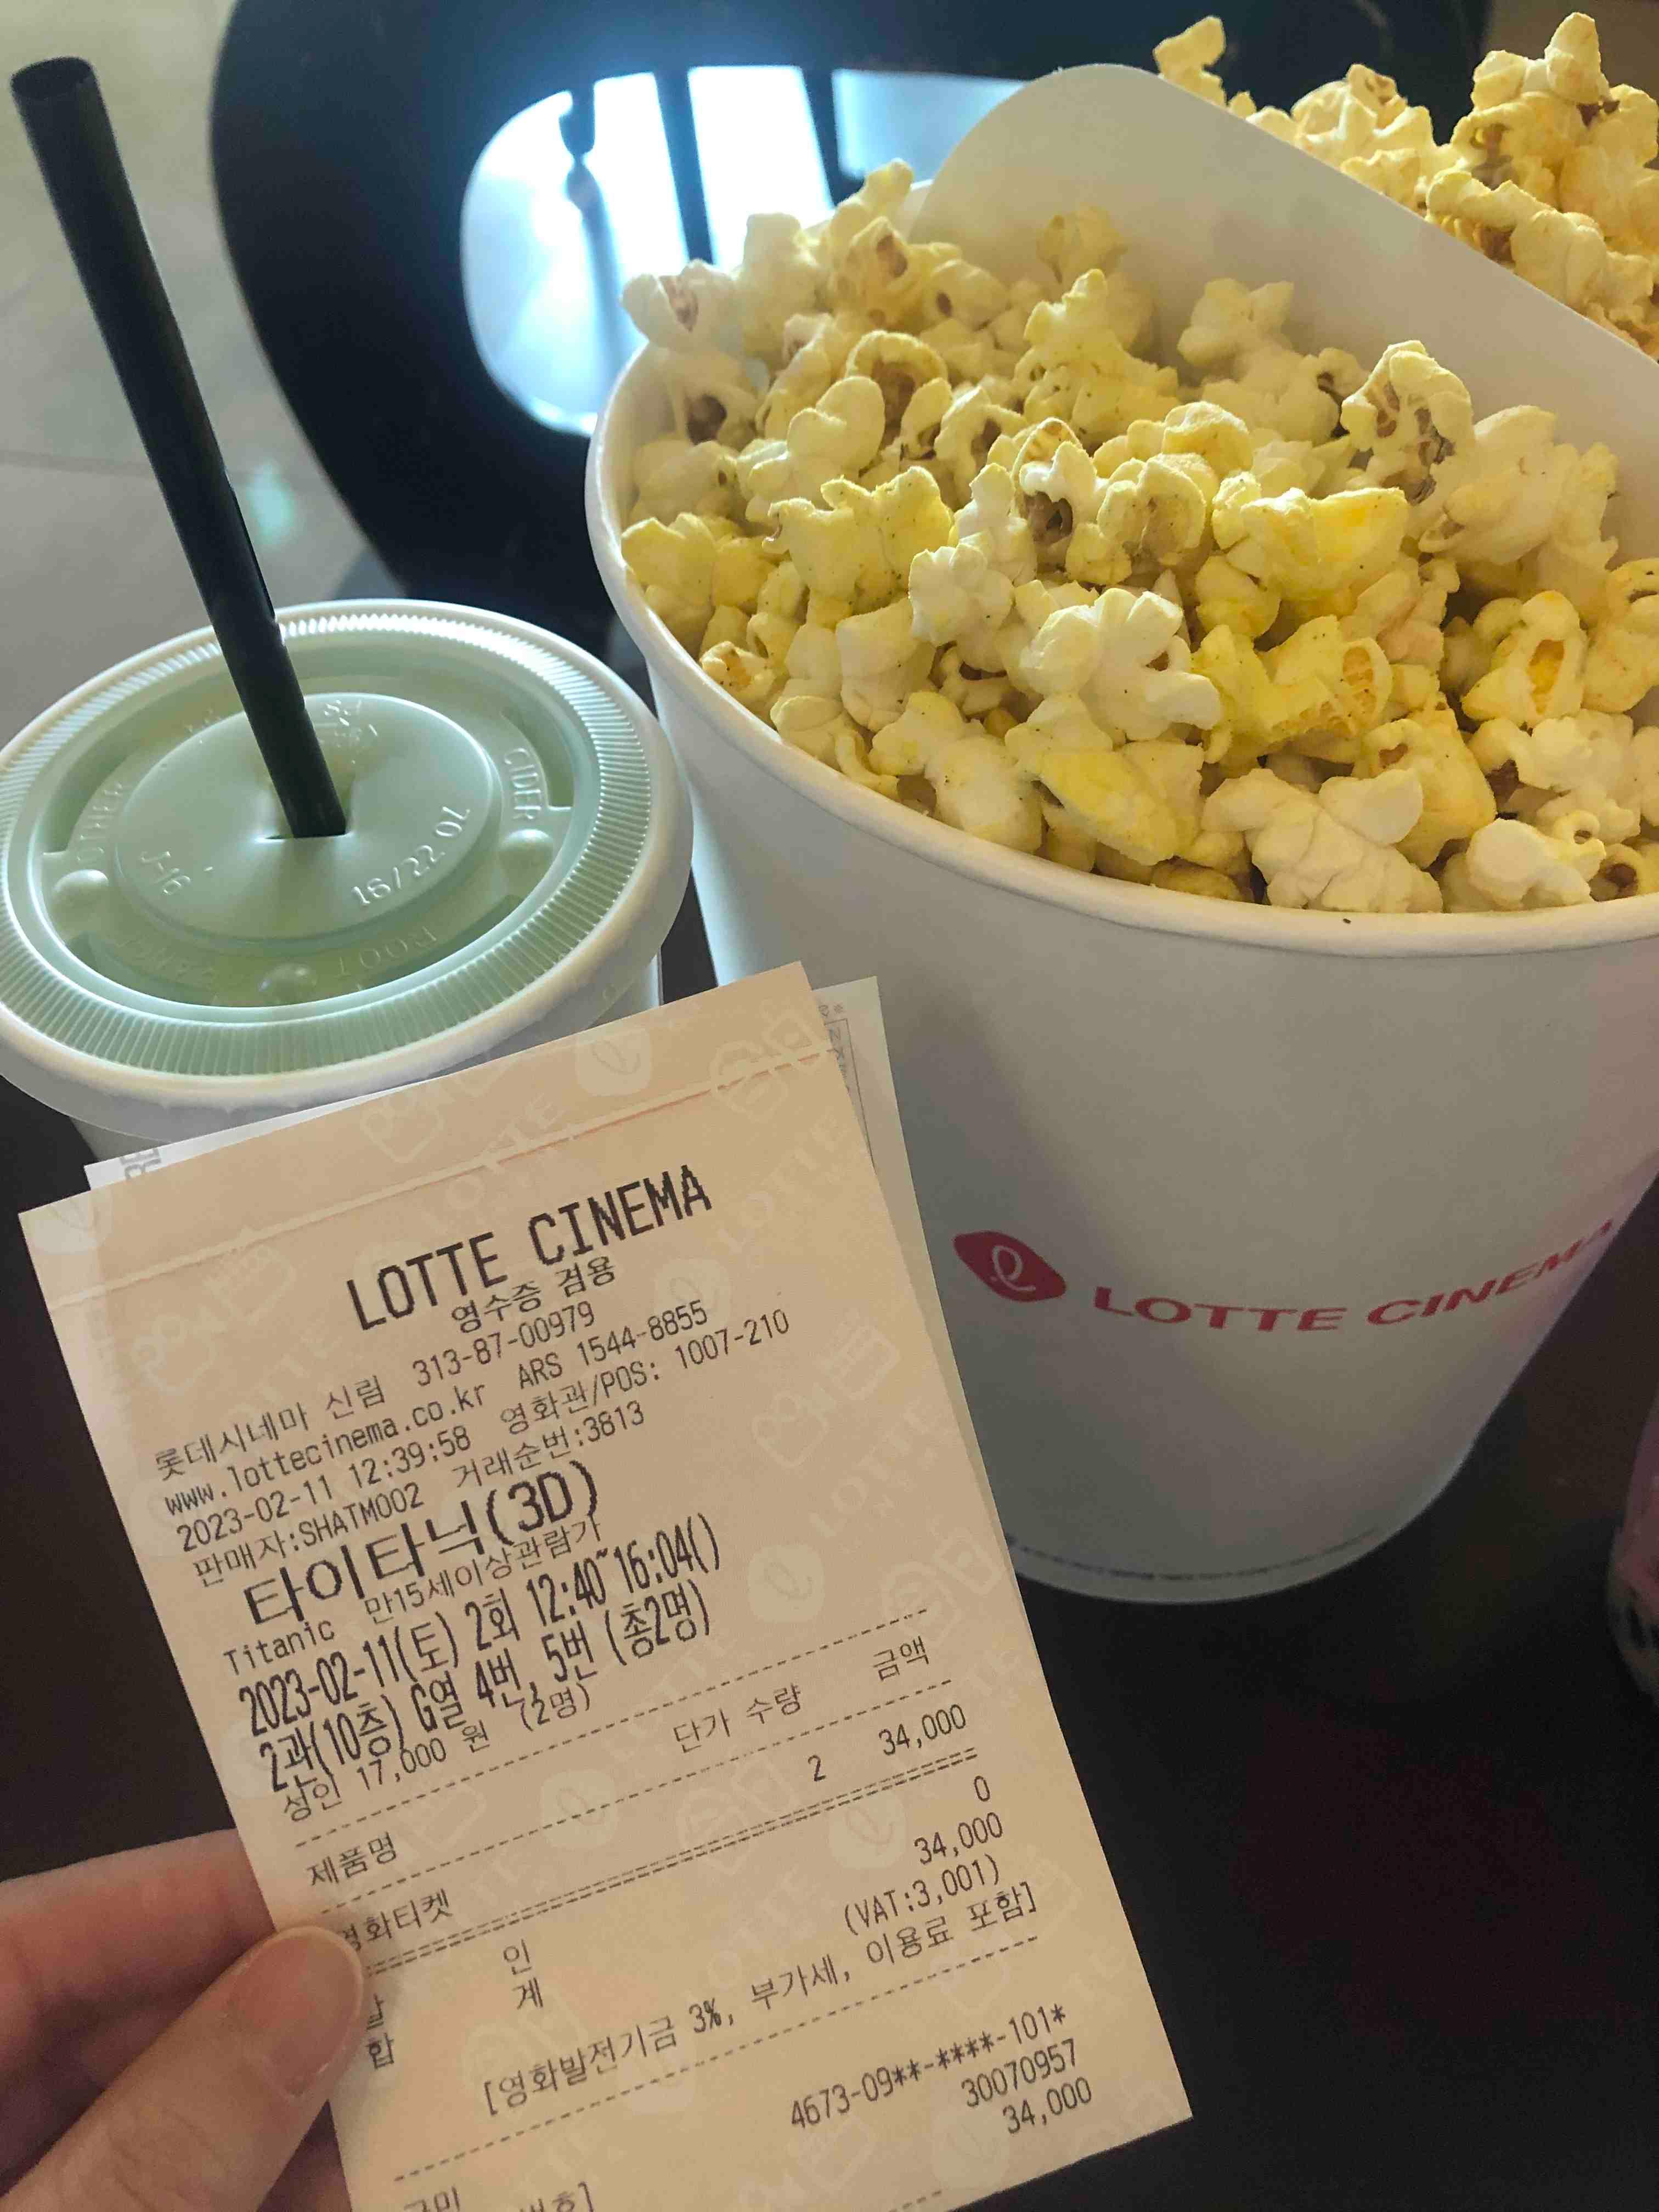 LOTTE CINEMA
영수증 겸용
롯데시네마 신림 313-87-00979
www.lottecinema.co.kr ARS 1544-8855
2023-02-11 12:39:58 영화관/POS: 1007-210
판매자:SHATM002 거래순번:3813
타이타닉(3D)
Titanic 만15세이상관람가
2023-02-11(토) 2회 12:40~16:04()
2관(10층) G열 4번, 5번 (총2명)
성인 17,000 원 (2명)
제품명 단가 수량 금액
영화티켓 2 34,000
인 0
합 계 34,000
(VAT:3,001)
[영화발전기금 3%, 부가세, 이용료 포함]
4673-09**-****-101*
30070957
34,000
LOTTE CINEMA
CIDER
16/22 OZ
J-16
ROOT